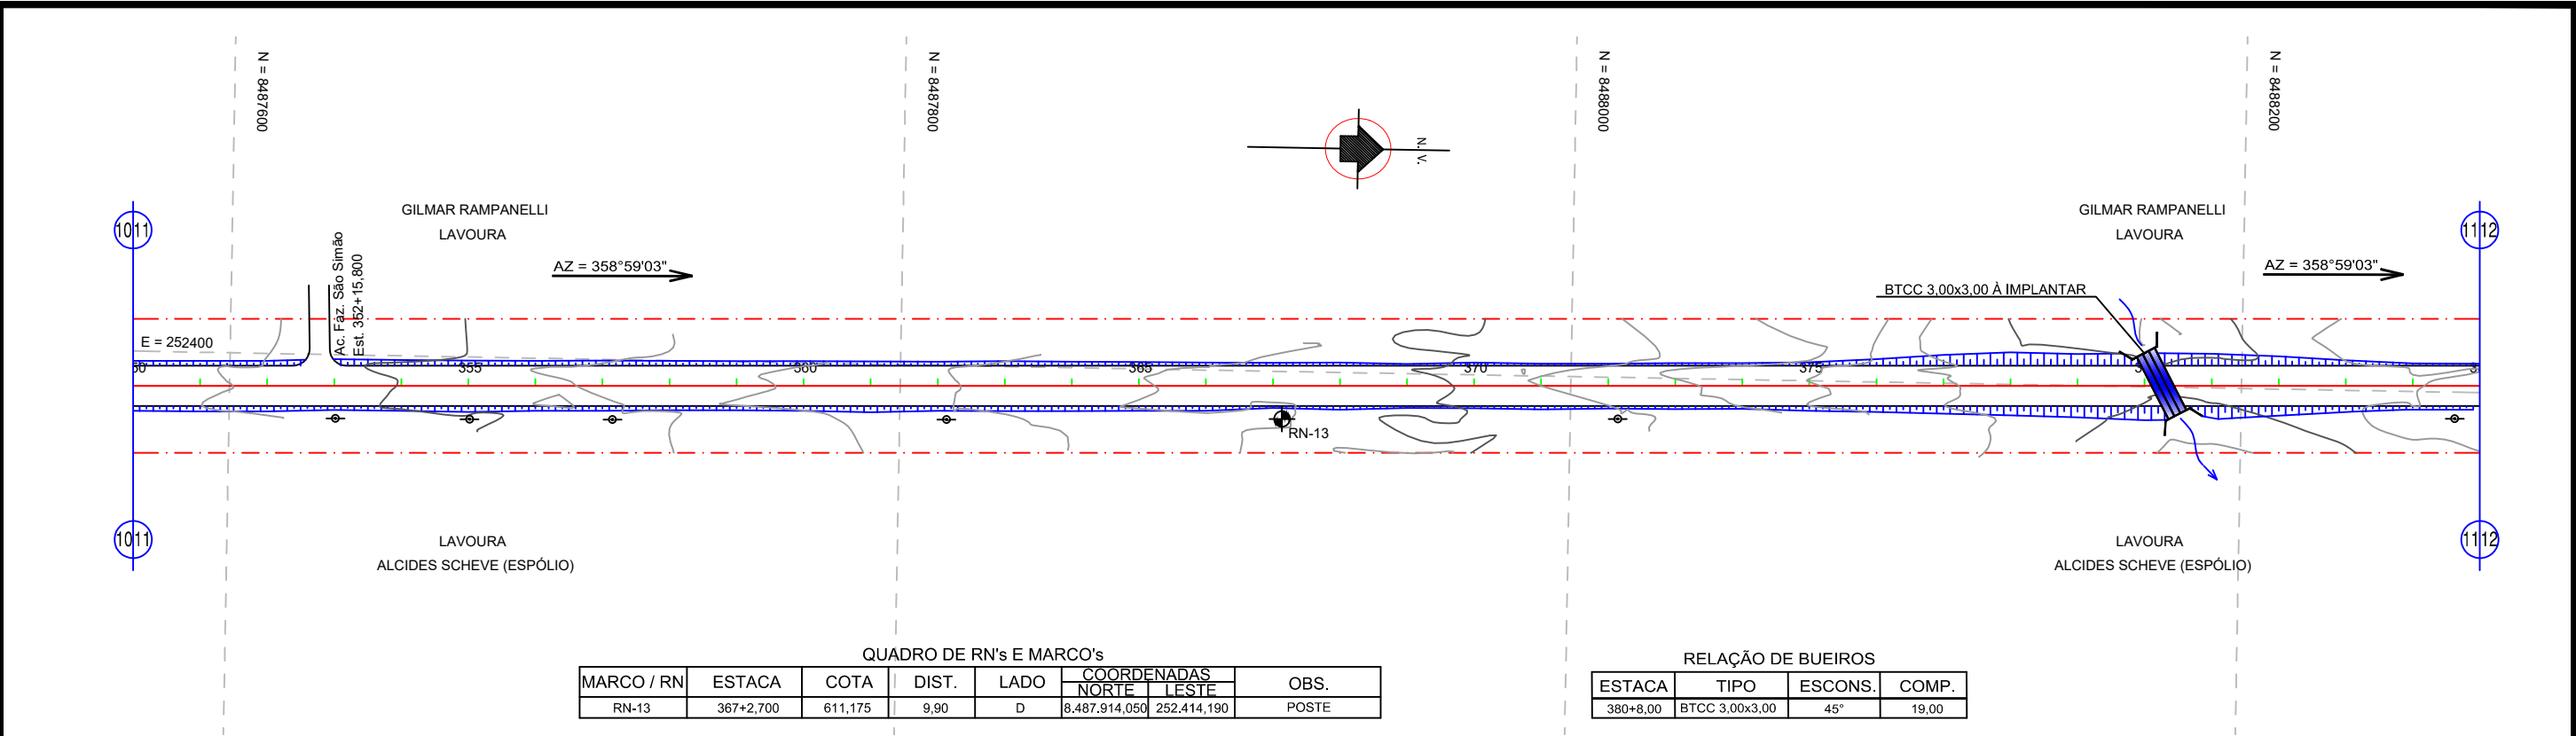 N = 8487600
N = 8487800
N = 8488000
N = 8488200
N. V.
1011
GILMAR RAMPANELLI
LAVOURA
Ac. Faz. São Simão
Est. 352+15,800
AZ = 358°59'03"
GILMAR RAMPANELLI
LAVOURA
1112
AZ = 358°59'03"
BTCC 3,00x3,00 À IMPLANTAR
E = 252400
355
360
365
370
375
RN-13
1011
LAVOURA
ALCIDES SCHEVE (ESPÓLIO)
LAVOURA
ALCIDES SCHEVE (ESPÓLIO)
1112
QUADRO DE RN's E MARCO's
MARCO / RN ESTACA COTA DIST. LADO COORDENADAS OBS.
NORTE LESTE
RN-13 367+2,700 611,175 9,90 D 8.487.914,050 252.414,190 POSTE
RELAÇÃO DE BUEIROS
ESTACA TIPO ESCONS. COMP.
380+8,00 BTCC 3,00x3,00 45° 19,00